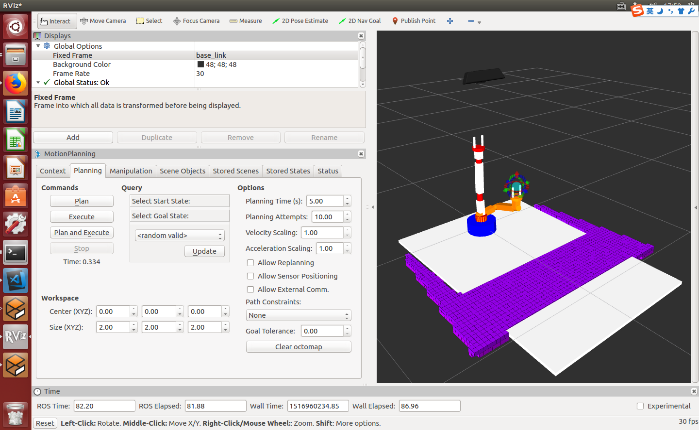 RViz*
Interact Move Camera Select Focus Camera Measure 2D Pose Estimate 2D Nav Goal Publish Point
Displays
Global Options
Fixed Frame base_link
Background Color 48; 48; 48
Frame Rate 30
Global Status: Ok
Fixed Frame
Frame into which all data is transformed before being displayed.
Add Duplicate Remove Rename
MotionPlanning
Context Planning Manipulation Scene Objects Stored Scenes Stored States Status
Commands Query Options
Plan Select Start State: Planning Time (s): 5.00
Execute Select Goal State: Planning Attempts: 10.00
Plan and Execute <random valid> Velocity Scaling: 1.00
Stop Update Acceleration Scaling: 1.00
Time: 0.334 Allow Replanning
Allow Sensor Positioning
Allow External Comm.
Workspace Path Constraints:
Center (XYZ): 0.00 0.00 0.00 None
Size (XYZ): 2.00 2.00 2.00 Goal Tolerance: 0.00
Clear octomap
Time
ROS Time: 82.20 ROS Elapsed: 81.88 Wall Time: 1516960234.85 Wall Elapsed: 86.96 Experimental
Reset Left-Click: Rotate. Middle-Click: Move X/Y. Right-Click/Mouse Wheel:: Zoom. Shift: More options. 30 fps